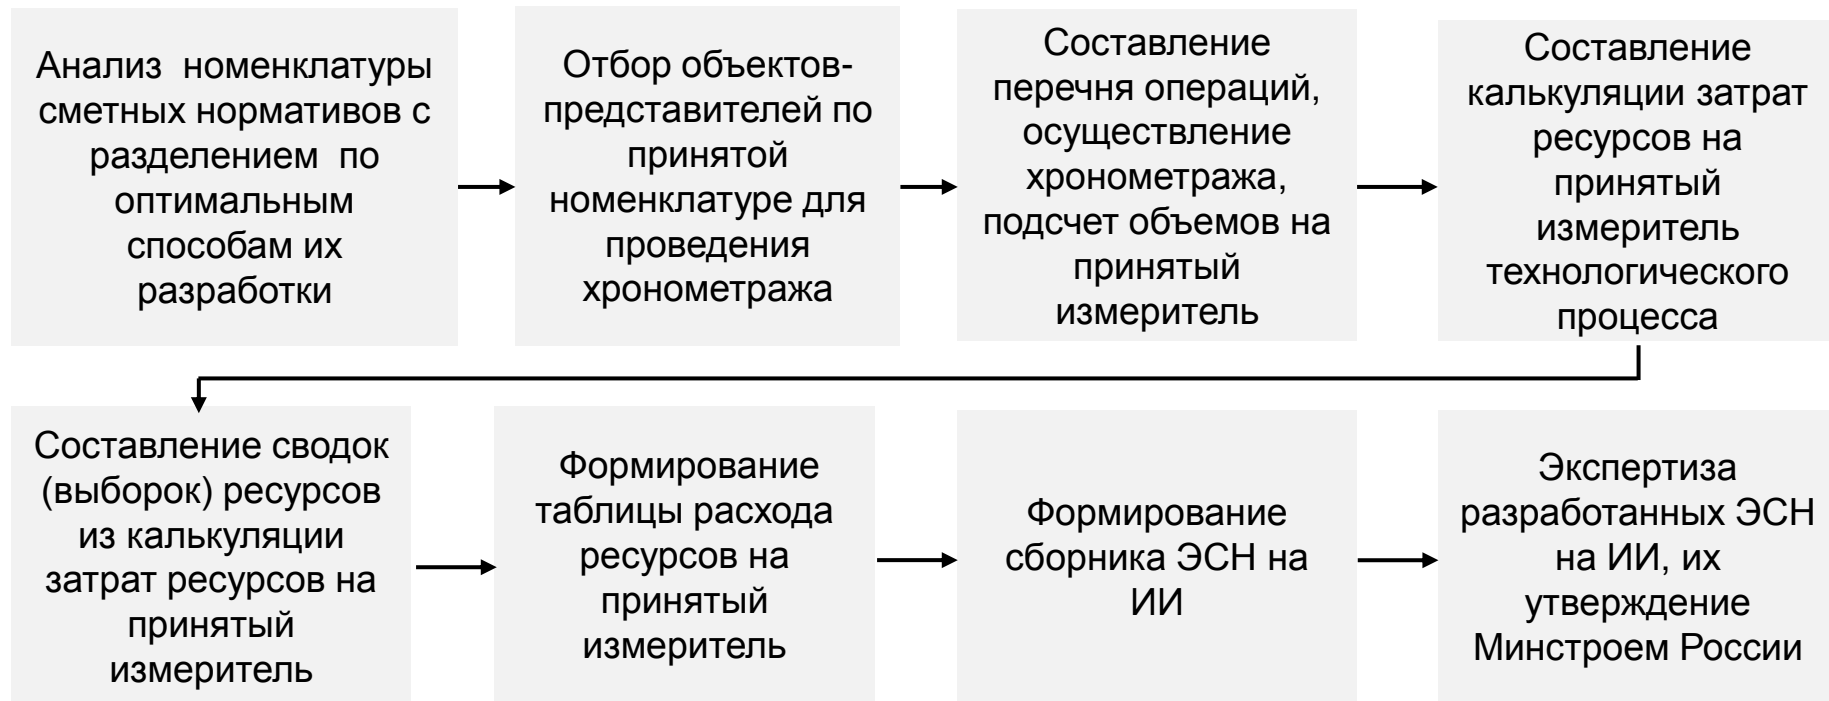 Анализ номенклатуры
сметных нормативов с
разделением по
оптимальным
способам их
разработки
Отбор объектов-
представителей по
принятой
номенклатуре для
проведения
хронометража
Составление
перечня операций,
осуществление
хронометража,
подсчет объемов на
принятый
измеритель
Составление
калькуляции затрат
ресурсов на
принятый
измеритель
технологического
процесса
Составление сводок
(выборок) ресурсов
из калькуляции
затрат ресурсов на
принятый
измеритель
Формирование
таблицы расхода
ресурсов на
принятый
измеритель
Формирование
сборника ЭСН на
ИИ
Экспертиза
разработанных ЭСН
на ИИ, их
утверждение
Минстроем России